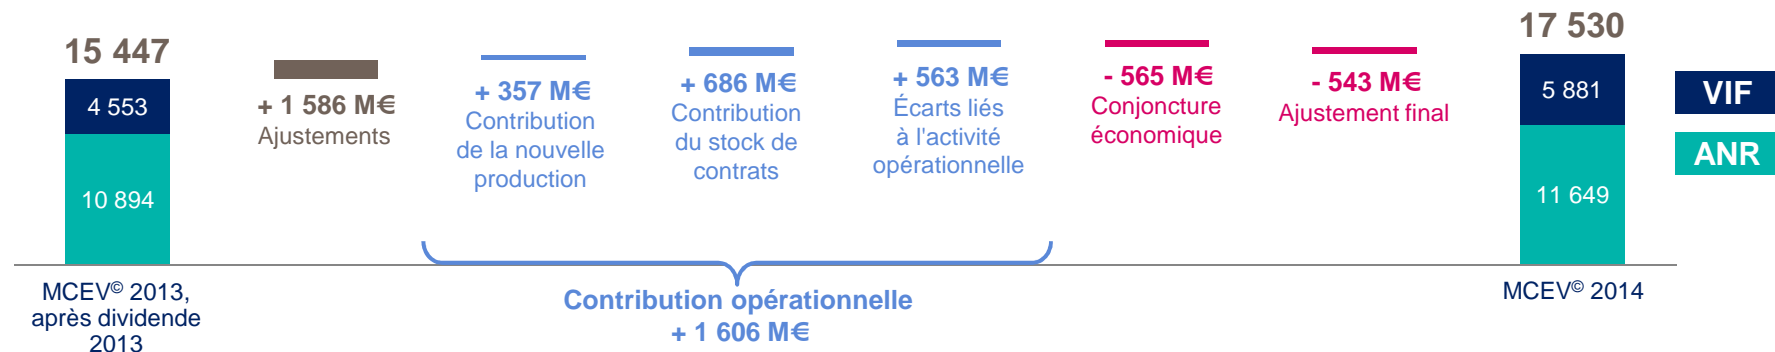 15 447
4 553
10 894
MCEV© 2013,
après dividende
2013
+ 1 586 M€
Ajustements
+ 357 M€
Contribution
de la nouvelle
production
+ 686 M€
Contribution
du stock de
contrats
+ 563 M€
Écarts liés
à l'activité
opérationnelle
Contribution opérationnelle
+ 1 606 M€
- 565 M€
Conjoncture
économique
- 543 M€
Ajustement final
17 530
5 881
11 649
MCEV© 2014
VIF
ANR